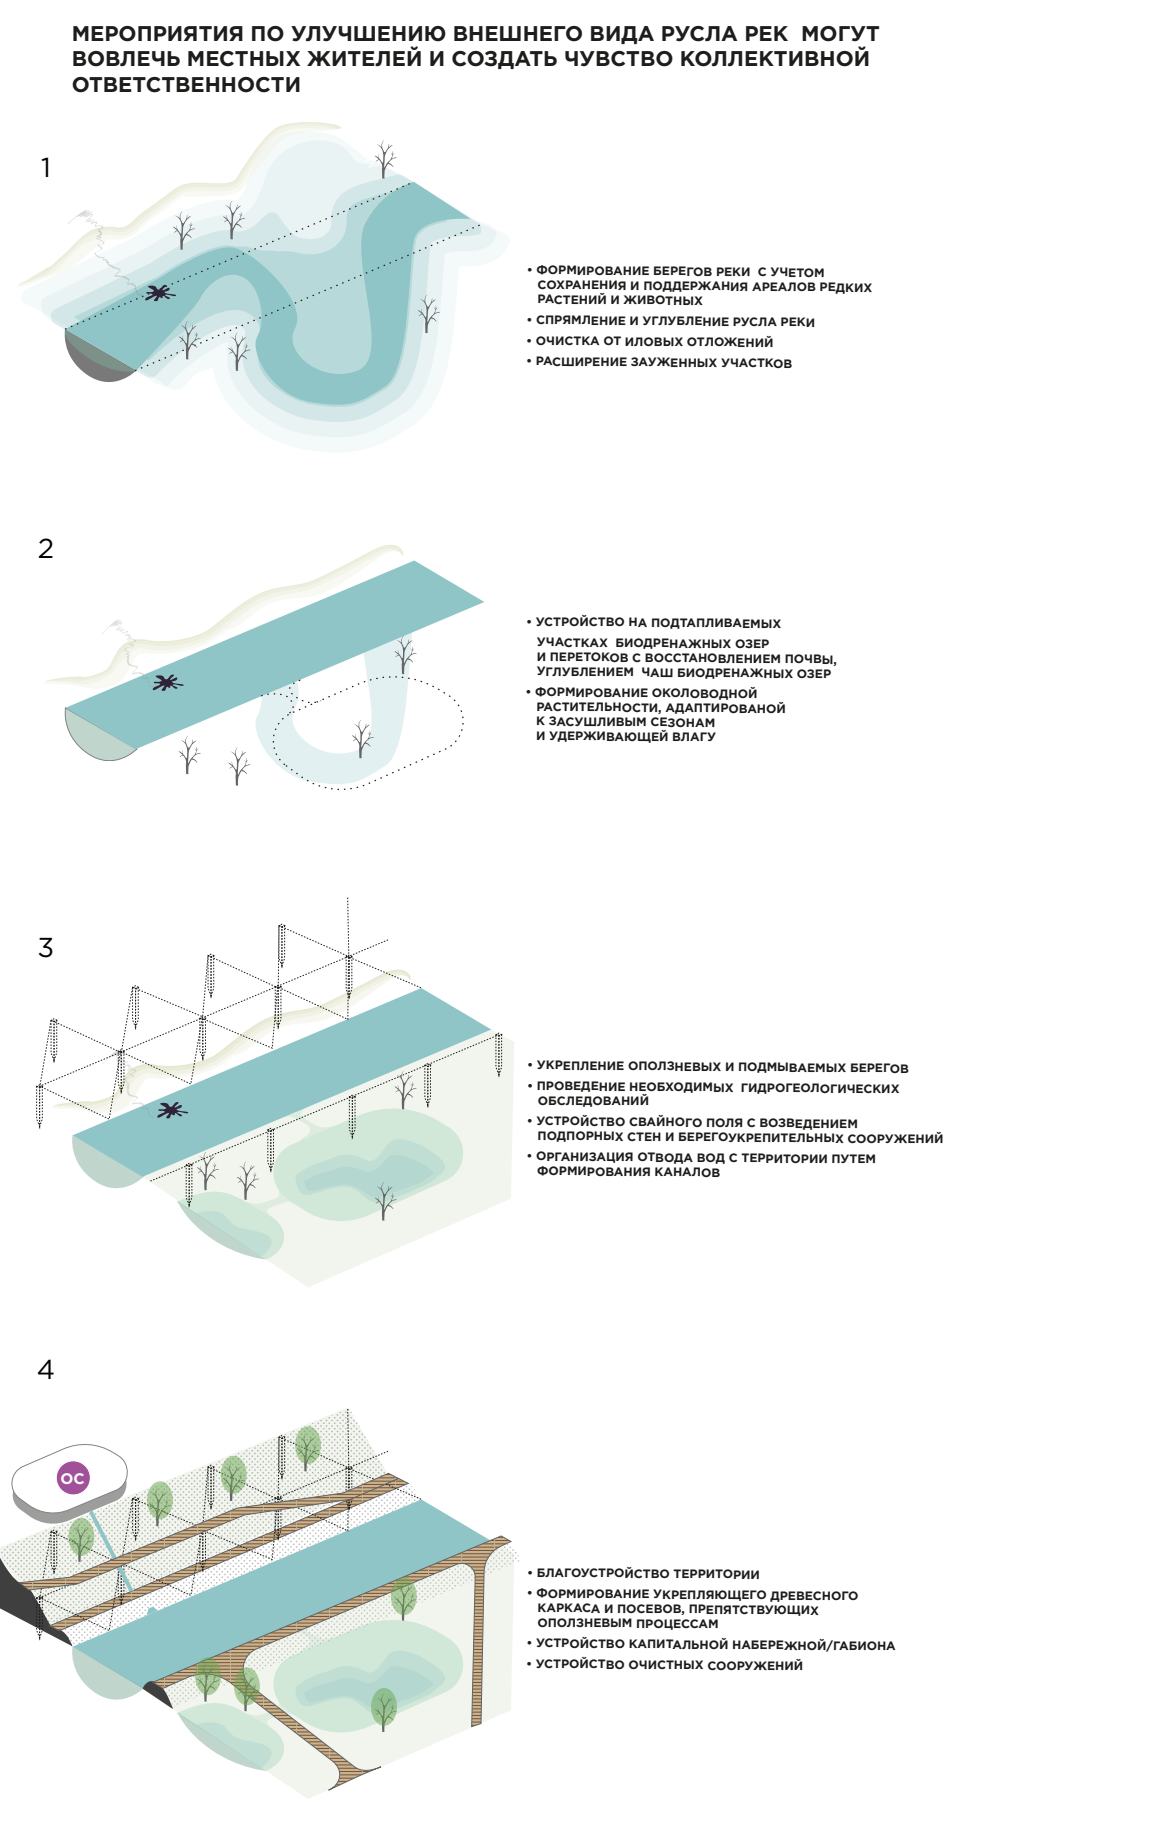 МЕРОПРИЯТИЯ ПО УЛУЧШЕНИЮ ВНЕШНЕГО ВИДА РУСЛА РЕК МОГУТ
ВОВЛЕЧЬ МЕСТНЫХ ЖИТЕЛЕЙ И СОЗДАТЬ ЧУВСТВО КОЛЛЕКТИВНОЙ
ОТВЕТСТВЕННОСТИ
1
• ФОРМИРОВАНИЕ БЕРЕГОВ РЕКИ С УЧЕТОМ
СОХРАНЕНИЯ И ПОДДЕРЖАНИЯ АРЕАЛОВ РЕДКИХ
РАСТЕНИЙ И ЖИВОТНЫХ
• СПРЯМЛЕНИЕ И УГЛУБЛЕНИЕ РУСЛА РЕКИ
• ОЧИСТКА ОТ ИЛОВЫХ ОТЛОЖЕНИЙ
• РАСШИРЕНИЕ ЗАУЖЕННЫХ УЧАСТКОВ
2
• УСТРОЙСТВО НА ПОДТАПЛИВАЕМЫХ
УЧАСТКАХ БИОДРЕНАЖНЫХ ОЗЕР
И ПЕРЕТОКОВ С ВОССТАНОВЛЕНИЕМ ПОЧВЫ,
УГЛУБЛЕНИЕМ ЧАШ БИОДРЕНАЖНЫХ ОЗЕР
• ФОРМИРОВАНИЕ ОКОЛОВОДНОЙ
РАСТИТЕЛЬНОСТИ, АДАПТИРОВАНОЙ
К ЗАСУШЛИВЫМ СЕЗОНАМ
И УДЕРЖИВАЮЩЕЙ ВЛАГУ
3
• УКРЕПЛЕНИЕ ОПОЛЗНЕВЫХ И ПОДМЫВАЕМЫХ БЕРЕГОВ
• ПРОВЕДЕНИЕ НЕОБХОДИМЫХ ГИДРОГЕОЛОГИЧЕСКИХ
ОБСЛЕДОВАНИЙ
• УСТРОЙСТВО СВАЙНОГО ПОЛЯ С ВОЗВЕДЕНИЕМ
ПОДПОРНЫХ СТЕН И БЕРЕГОУКРЕПИТЕЛЬНЫХ СООРУЖЕНИЙ
• ОРГАНИЗАЦИЯ ОТВОДА ВОД С ТЕРРИТОРИИ ПУТЕМ
ФОРМИРОВАНИЯ КАНАЛОВ
4
ОС
• БЛАГОУСТРОЙСТВО ТЕРРИТОРИИ
• ФОРМИРОВАНИЕ УКРЕПЛЯЮЩЕГО ДРЕВЕСНОГО
КАРКАСА И ПОСЕВОВ, ПРЕПЯТСТВУЮЩИХ
ОПОЛЗНЕВЫМ ПРОЦЕССАМ
• УСТРОЙСТВО КАПИТАЛЬНОЙ НАБЕРЕЖНОЙ/ГАБИОНА
• УСТРОЙСТВО ОЧИСТНЫХ СООРУЖЕНИЙ